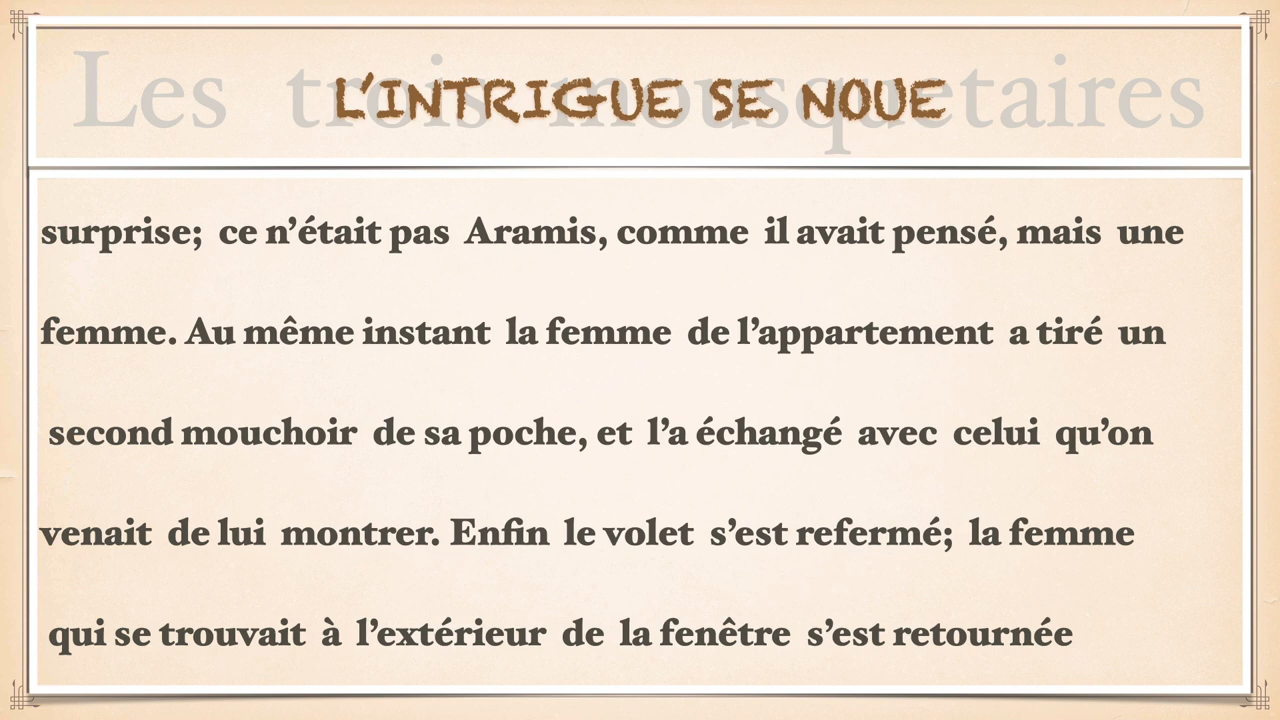 Les trois mousquetaires
L'INTRIGUE SE NOUE
surprise; ce n'était pas Aramis, comme il avait pensé, mais une
femme. Au même instant la femme de l'appartement a tiré un
second mouchoir de sa poche, et l'a échangé avec celui qu'on
venait de lui montrer. Enfin le volet s'est refermé; la femme
qui se trouvait à l'extérieur de la fenêtre s'est retournée